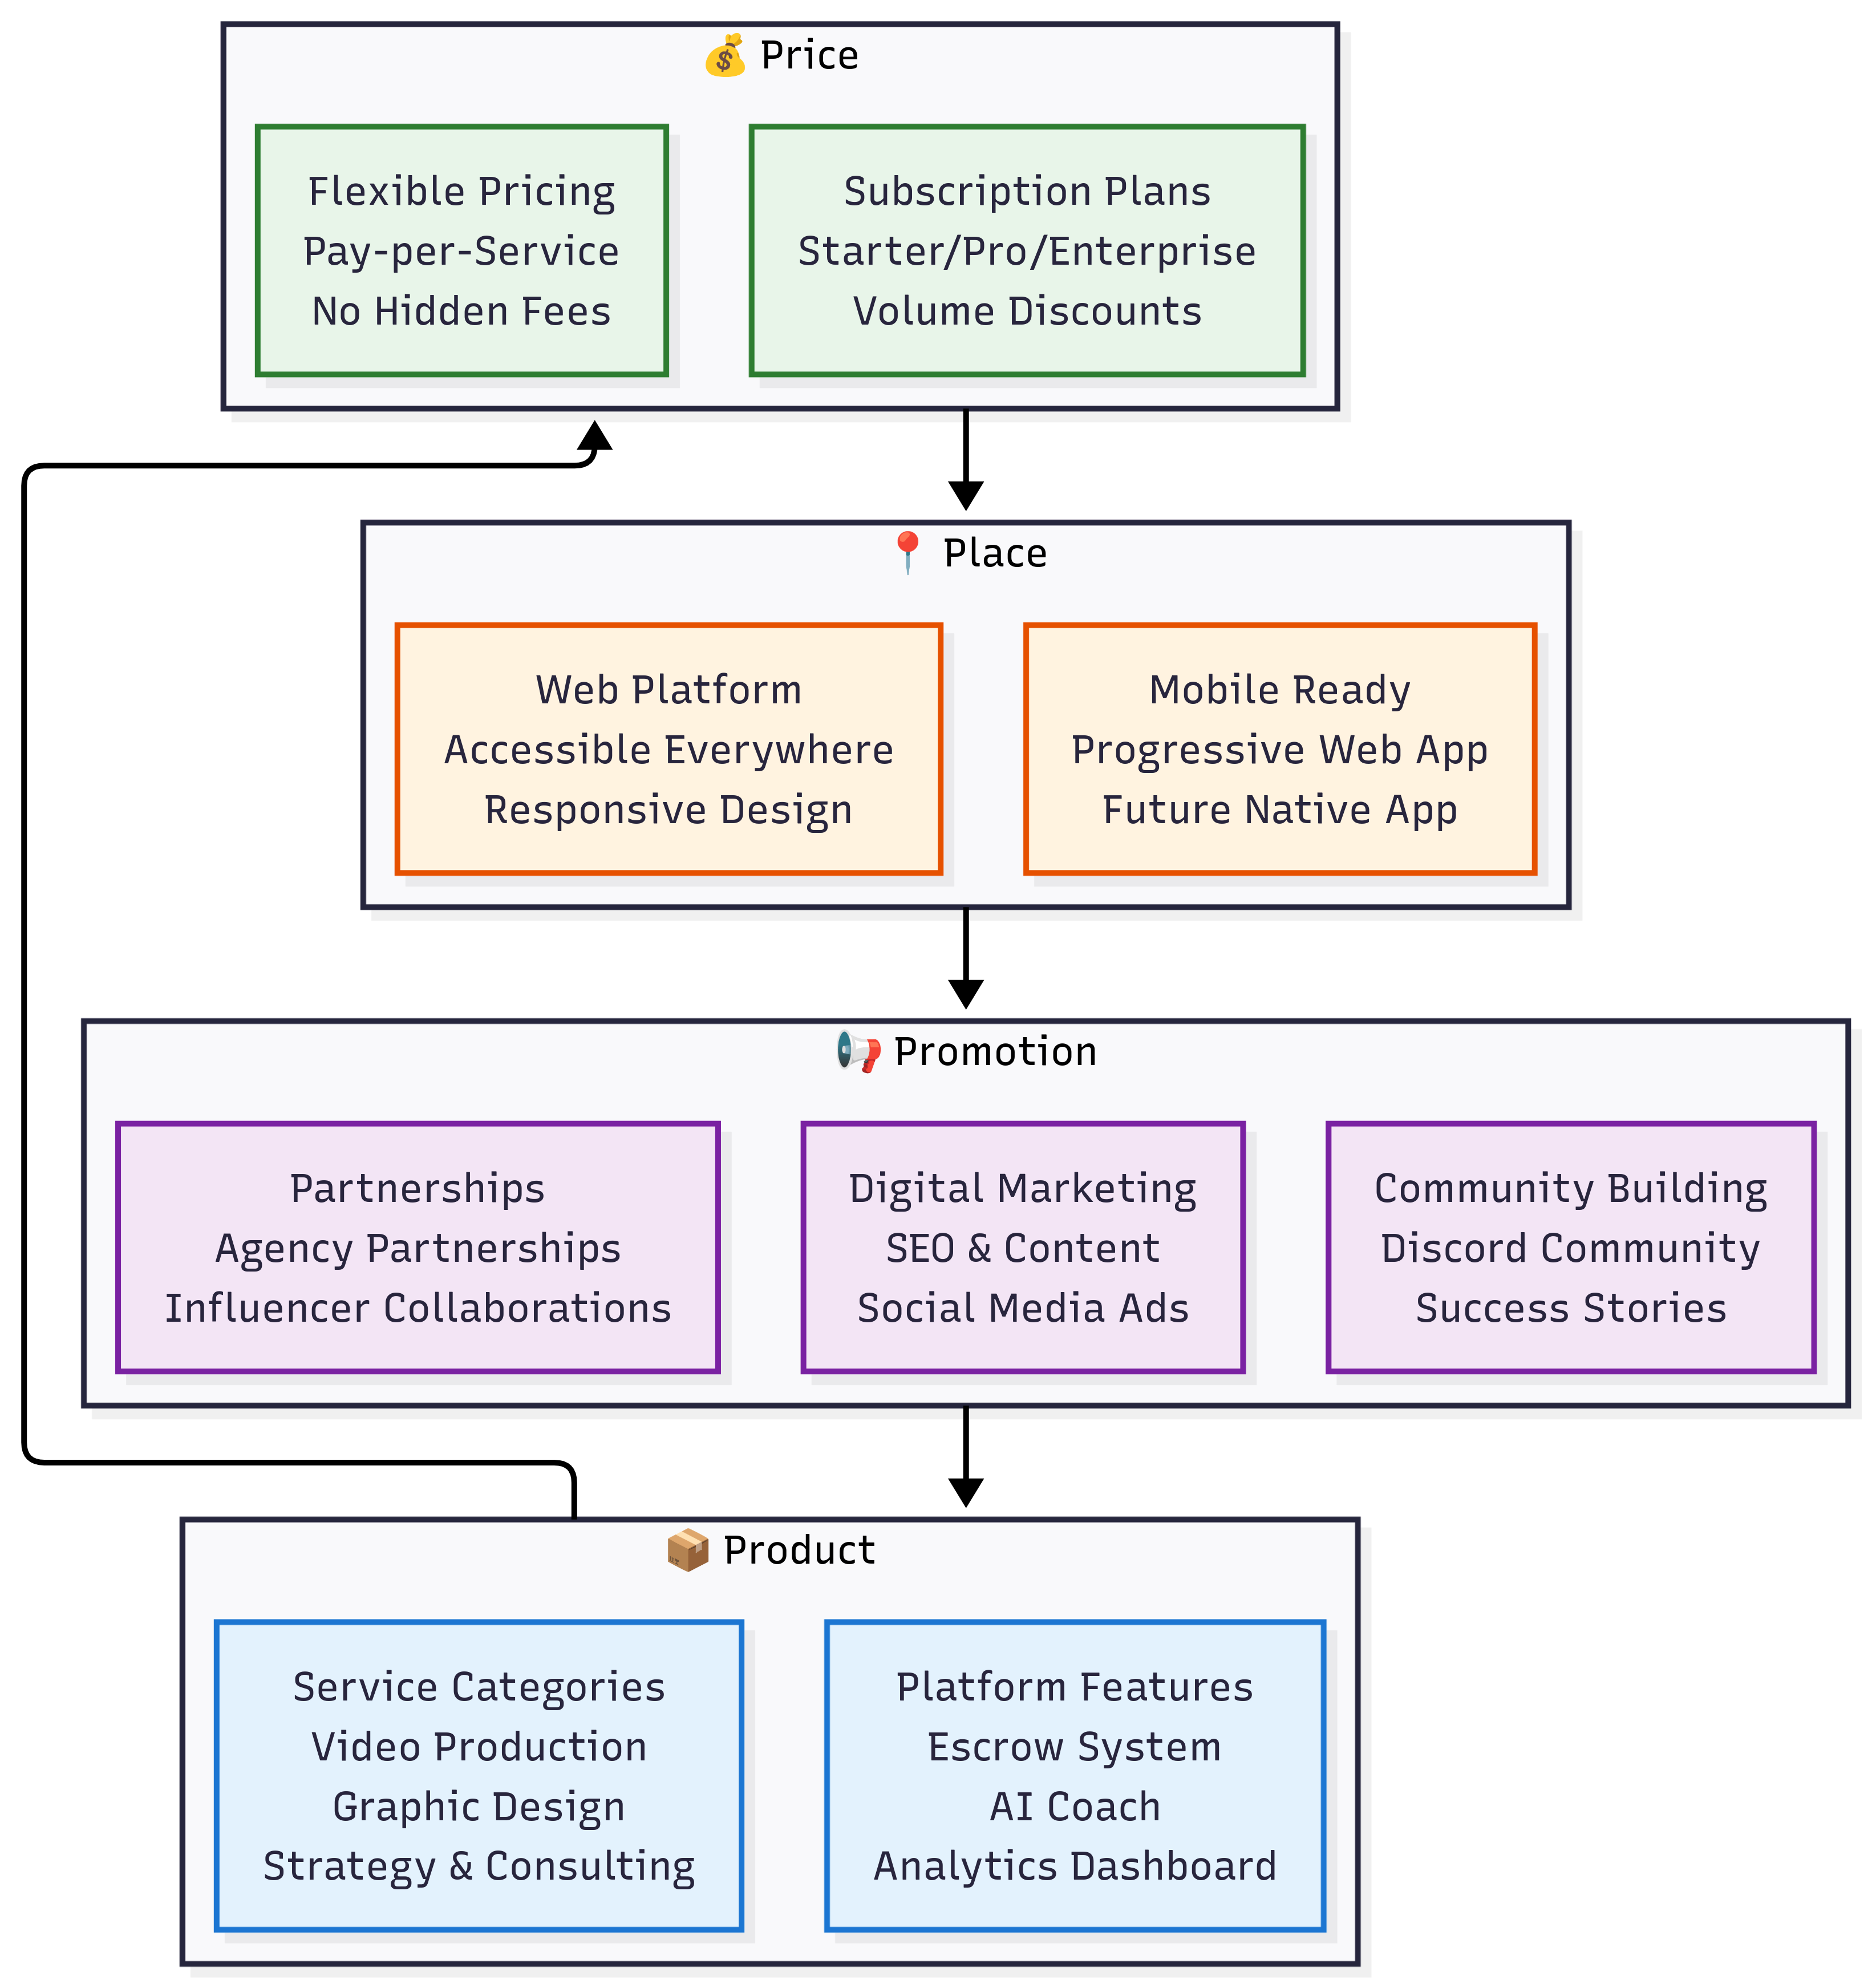 💰 Price
Flexible Pricing
Pay-per-Service
No Hidden Fees
Subscription Plans
Starter/Pro/Enterprise
Volume Discounts
📍 Place
Web Platform
Accessible Everywhere
Responsive Design
Mobile Ready
Progressive Web App
Future Native App
📢 Promotion
Partnerships
Agency Partnerships
Influencer Collaborations
Digital Marketing
SEO & Content
Social Media Ads
Community Building
Discord Community
Success Stories
📦 Product
Service Categories
Video Production
Graphic Design
Strategy & Consulting
Platform Features
Escrow System
AI Coach
Analytics Dashboard